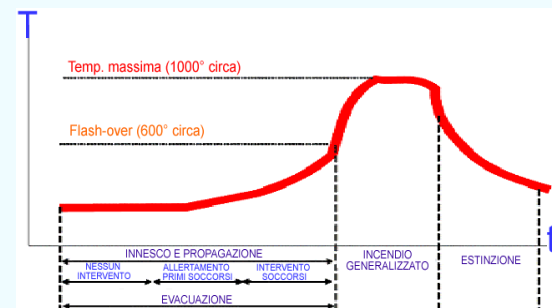 T
Temp. massima (1000° circa)
Flash-over (600° circa)
t
INNESCO E PROPAGAZIONE
NESSUN
INTERVENTO
ALLERTAMENTO
PRIMI SOCCORSI
INTERVENTO
SOCCORSI
EVACUAZIONE
INCENDIO
GENERALIZZATO
ESTINZIONE